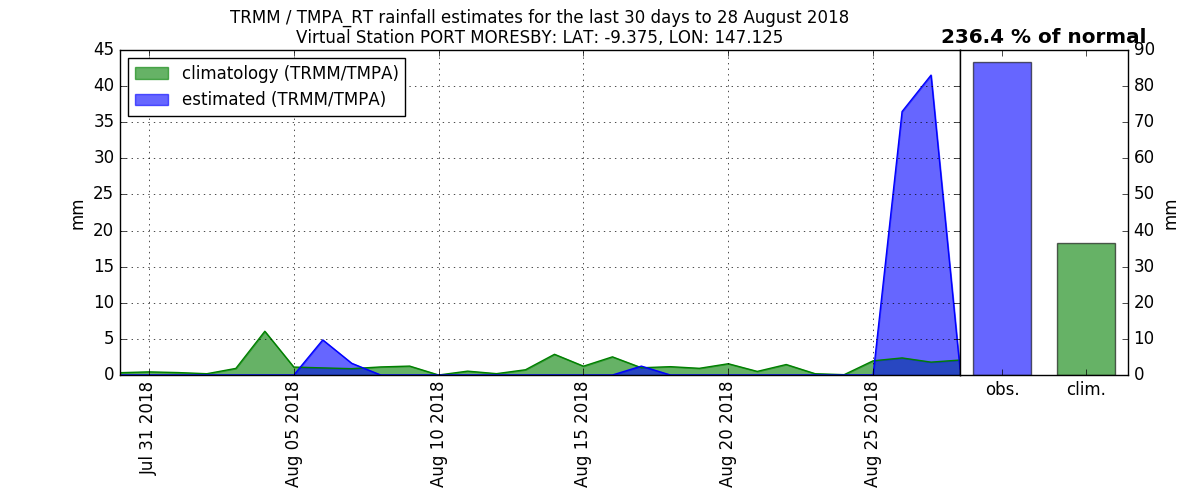 TRMM / TMPA_RT rainfall estimates for the last 30 days to 28 August 2018
Virtual Station PORT MORESBY: LAT: -9.375, LON: 147.125
236.4 % of normal
climatology (TRMM/TMPA)
estimated (TRMM/TMPA)
45
40
35
30
25
20
15
10
5
0
mm
Jul 31 2018
Aug 05 2018
Aug 10 2018
Aug 15 2018
Aug 20 2018
Aug 25 2018
obs.
clim.
90
80
70
60
50
40
30
20
10
0
mm